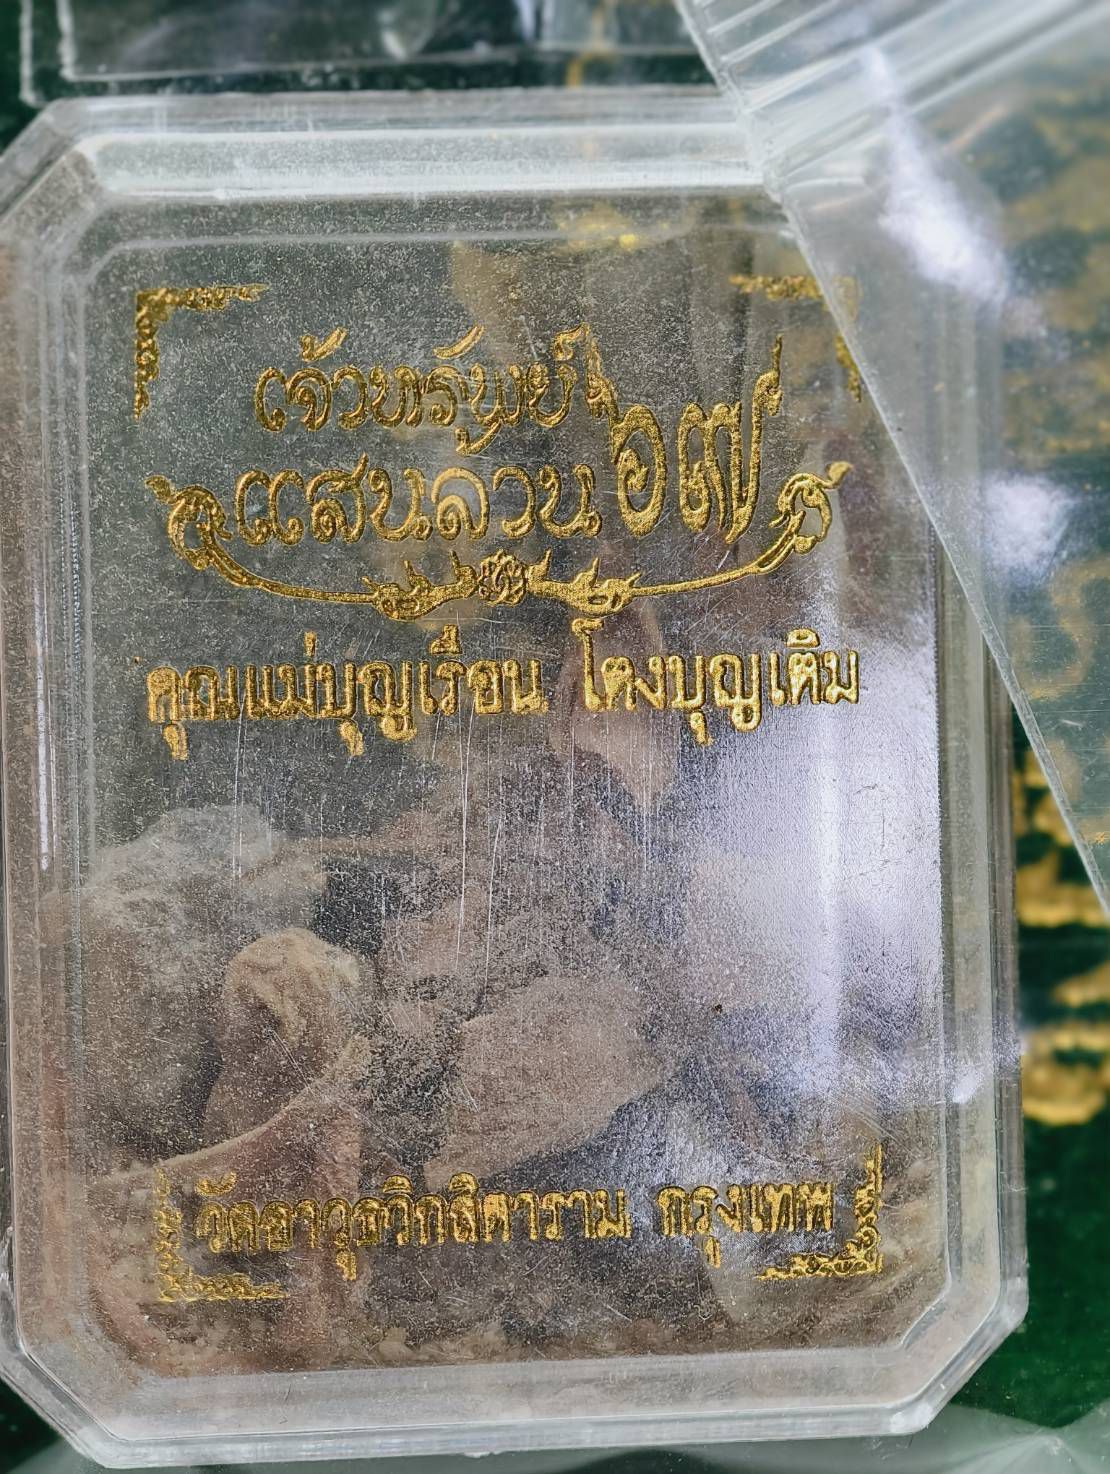 เจ้าทรัพย์
แสนล้าน ๖๗
คุณแม่บุญเรือน โตงบุญเติม
วัดอาวุธวิกสิตาราม กรุงเทพ